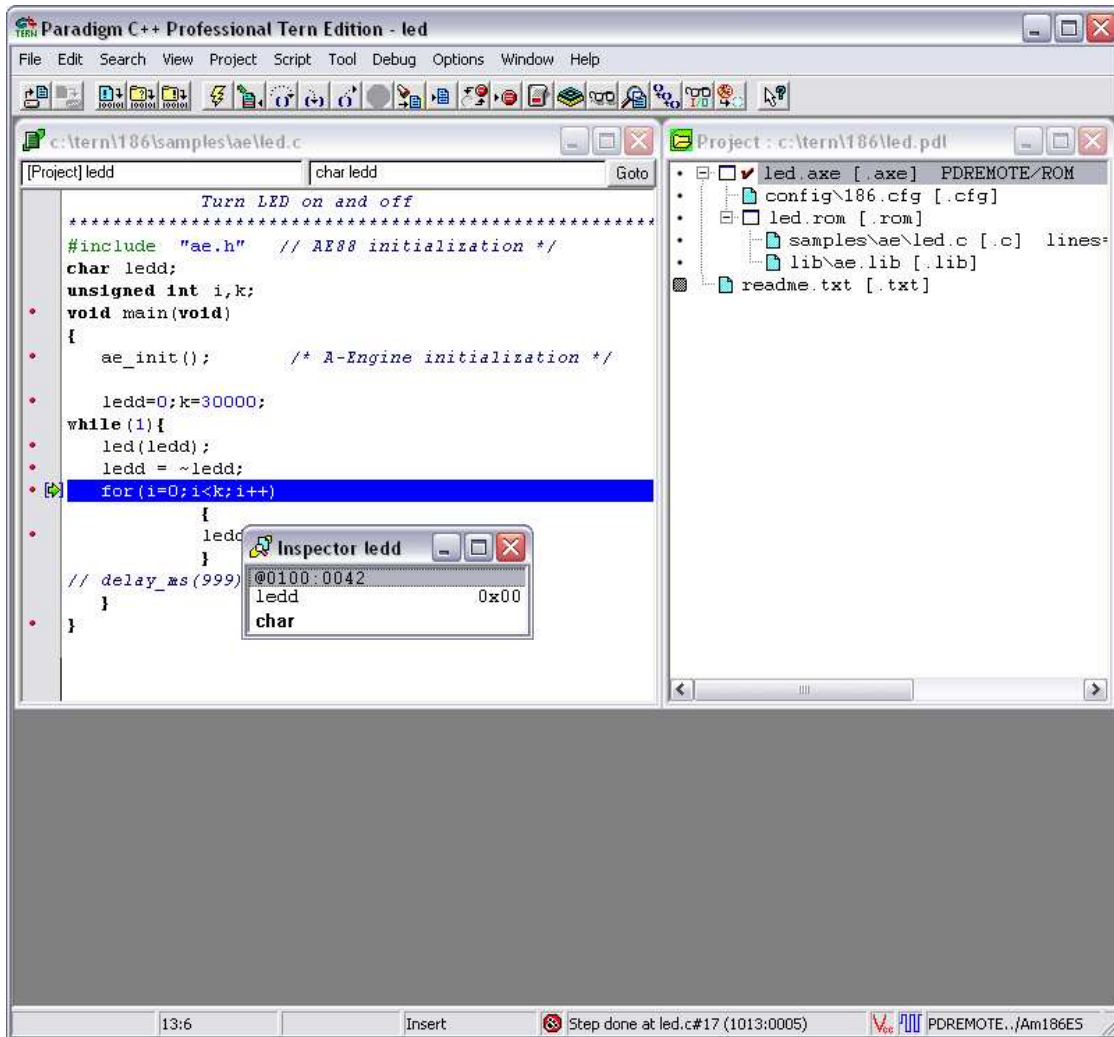 Paradigm C++ Professional Tern Edition - led
File Edit Search View Project Script Tool Debug Options Window Help
c:\tern\186\samples\ae\led.c
[Project] ledd
char ledd
Goto
Turn LED on and off
******************************************************
#include "ae.h" // AE88 initialization */
char ledd;
unsigned int i,k;
void main(void)
{
ae_init(); /* A-Engine initialization */
ledd=0;k=30000;
while(1){
led(ledd);
ledd = ~ledd;
for(i=0;i<k;i++)
{
}
// delay_ms(999)
}
}
Inspector ledd
@0100:0042
ledd 0x00
char
Project : c:\tern\186\led.pdl
led.axe [.axe] PDREMOTE/ROM
config\186.cfg [.cfg]
led.rom [.rom]
samples\ae\led.c [.c] lines=
lib\ae.lib [.lib]
readme.txt [.txt]
13:6
Insert
Step done at led.c#17 (1013:0005)
Vcc
PDREMOTE../Am186ES